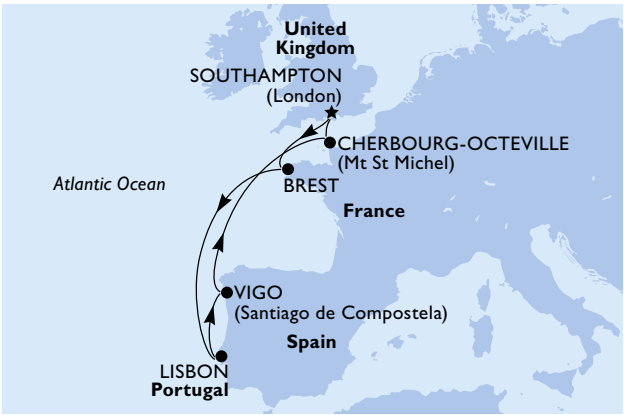 United
Kingdom
SOUTHAMPTON
(London)
CHERBOURG-OCTEVILLE
(Mt St Michel)
Atlantic Ocean
BREST
France
VIGO
(Santiago de Compostela)
Spain
LISBON
Portugal